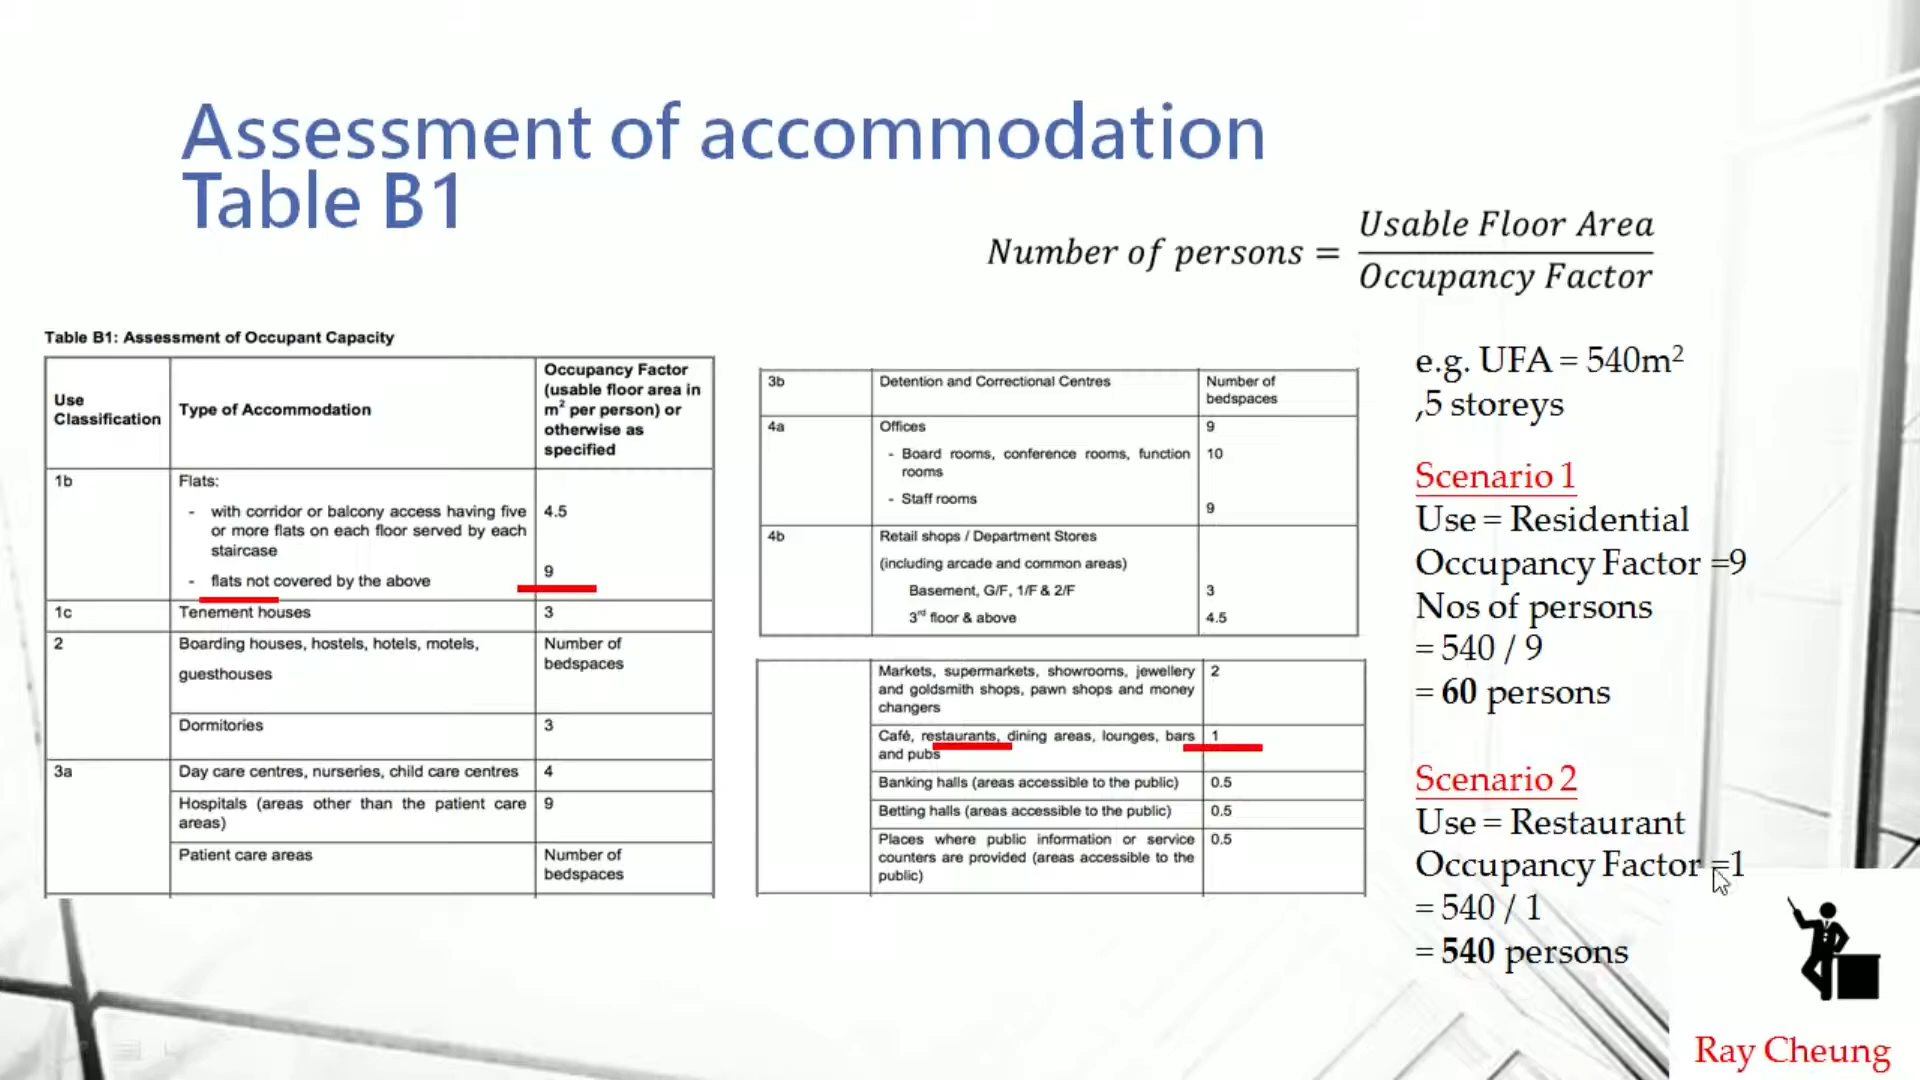 Assessment of accommodation
Table B1
Number of persons = Usable Floor Area
Occupancy Factor
Table B1: Assessment of Occupant Capacity
Use
Classification
Type of Accommodation
Occupancy Factor
(usable floor area in
m² per person) or
otherwise as
specified
1b
Flats:
- with corridor or balcony access having five 4.5
or more flats on each floor served by each
staircase
9
- flats not covered by the above
1c Tenement houses 3
2 Boarding houses, hostels, hotels, motels, Number of
guesthouses bedspaces
Dormitories 3
3a Day care centres, nurseries, child care centres 4
Hospitals (areas other than the patient care 9
areas)
Patient care areas Number of
bedspaces
3b Detention and Correctional Centres Number of
bedspaces
4a Offices 9
- Board rooms, conference rooms, function 10
rooms
- Staff rooms
9
4b Retail shops / Department Stores
(including arcade and common areas)
Basement, G/F, 1/F & 2/F 3
3rd floor & above 4.5
Markets, supermarkets, showrooms, jewellery 2
and goldsmith shops, pawn shops and money
changers
Café, restaurants, dining areas, lounges, bars 1
and pubs
Banking halls (areas accessible to the public) 0.5
Betting halls (areas accessible to the public) 0.5
Places where public information or service 0.5
counters are provided (areas accessible to the
public)
e.g. UFA = 540m²
,5 storeys
Scenario 1
Use = Residential
Occupancy Factor =9
Nos of persons
= 540 / 9
= 60 persons
Scenario 2
Use = Restaurant
Occupancy Factor =1
= 540 / 1
= 540 persons
Ray Cheung